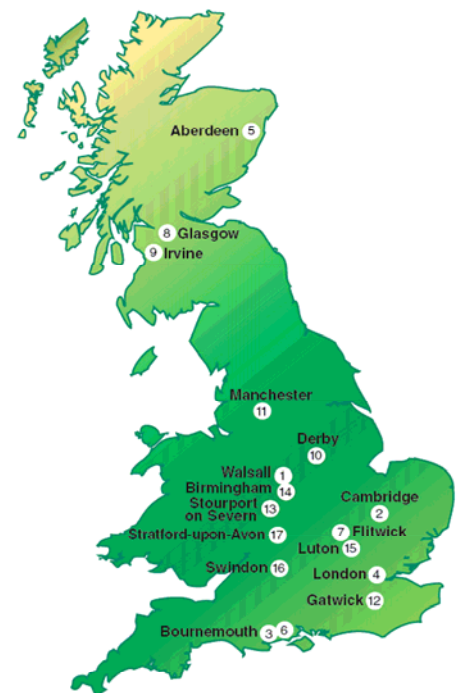 Aberdeen 5
8 Glasgow
9 Irvine
Manchester
11
Derby
10
Walsall 1
Birmingham 14
Stourport
on Severn 13
Cambridge
2
7 Flitwick
Stratford-upon-Avon 17
Luton 15
Swindon 16
London 4
Gatwick 12
Bournemouth 3 6